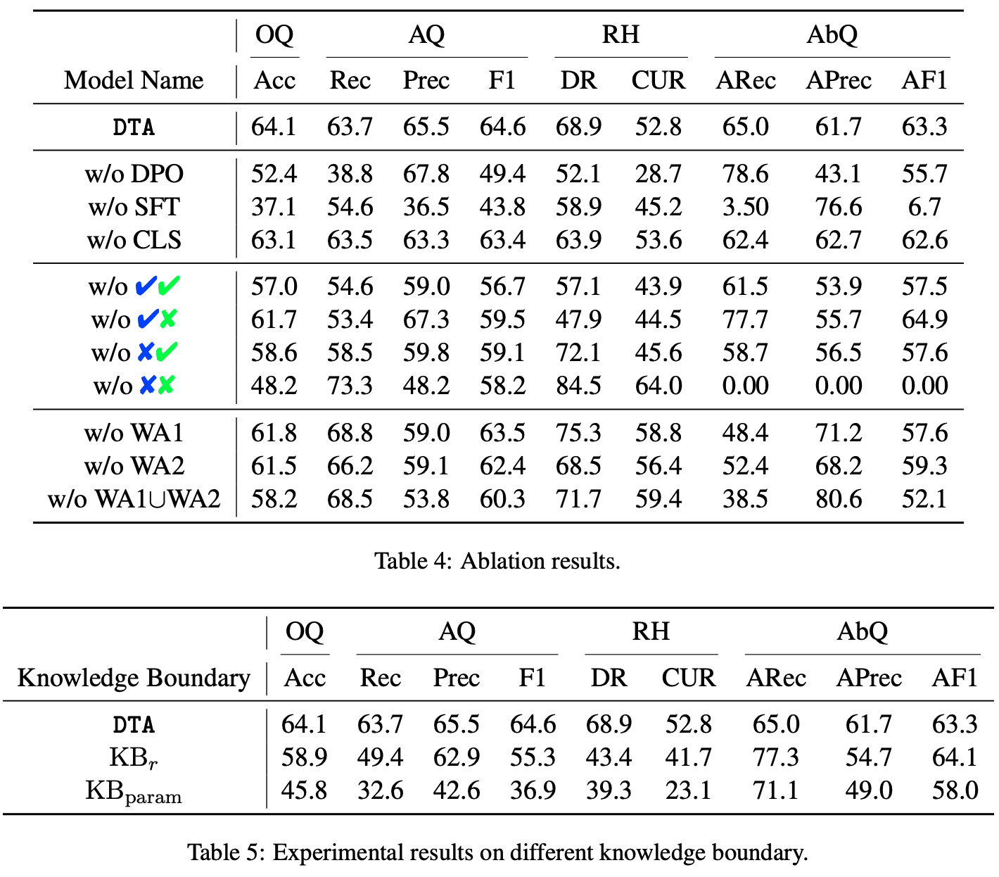 OQ AQ RH AbQ
Model Name Acc Rec Prec F1 DR CUR ARec APrec AF1
DTA 64.1 63.7 65.5 64.6 68.9 52.8 65.0 61.7 63.3
w/o DPO 52.4 38.8 67.8 49.4 52.1 28.7 78.6 43.1 55.7
w/o SFT 37.1 54.6 36.5 43.8 58.9 45.2 3.50 76.6 6.7
w/o CLS 63.1 63.5 63.3 63.4 63.9 53.6 62.4 62.7 62.6
w/o ✔✔ 57.0 54.6 59.0 56.7 57.1 43.9 61.5 53.9 57.5
w/o ✔✘ 61.7 53.4 67.3 59.5 47.9 44.5 77.7 55.7 64.9
w/o ✘✔ 58.6 58.5 59.8 59.1 72.1 45.6 58.7 56.5 57.6
w/o ✘✘ 48.2 73.3 48.2 58.2 84.5 64.0 0.00 0.00 0.00
w/o WA1 61.8 68.8 59.0 63.5 75.3 58.8 48.4 71.2 57.6
w/o WA2 61.5 66.2 59.1 62.4 68.5 56.4 52.4 68.2 59.3
w/o WA1∪WA2 58.2 68.5 53.8 60.3 71.7 59.4 38.5 80.6 52.1
Table 4: Ablation results.
OQ AQ RH AbQ
Knowledge Boundary Acc Rec Prec F1 DR CUR ARec APrec AF1
DTA 64.1 63.7 65.5 64.6 68.9 52.8 65.0 61.7 63.3
KBr 58.9 49.4 62.9 55.3 43.4 41.7 77.3 54.7 64.1
KBparam 45.8 32.6 42.6 36.9 39.3 23.1 71.1 49.0 58.0
Table 5: Experimental results on different knowledge boundary.